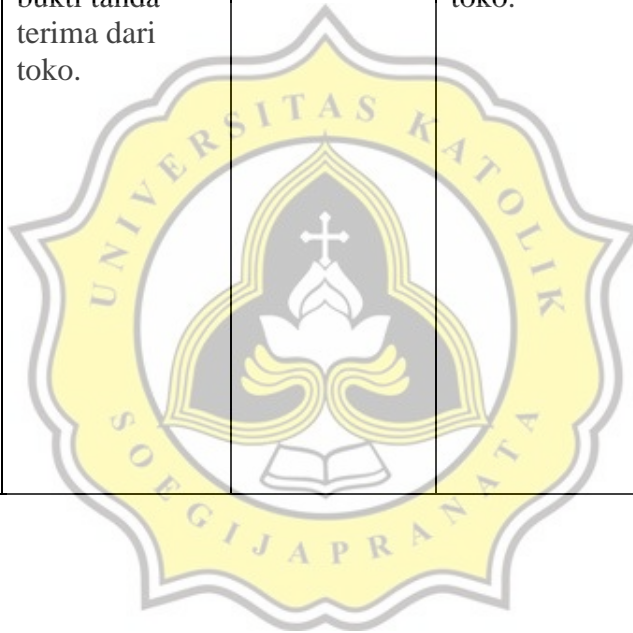 bukti tanda
terima dari
toko.
toko.
UNIVERSITAS KATOLIK
SOEGIJAPRANATA